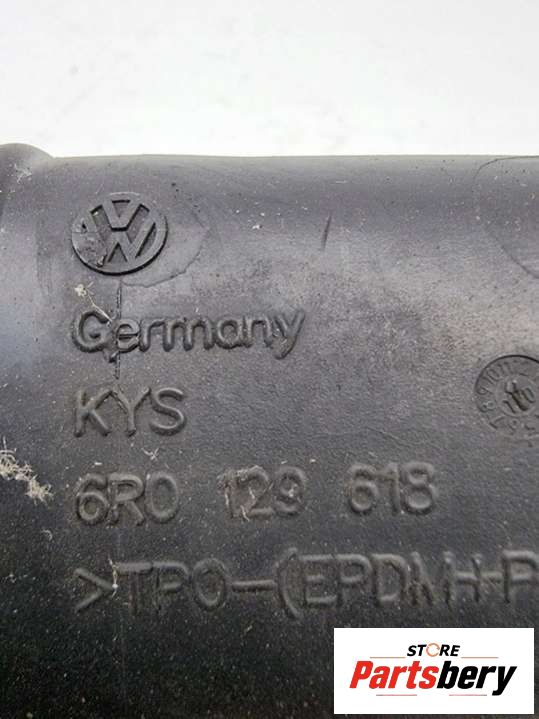 Germany
KYS
6R0 129 618
>TPO-(EPDM+P
STORE
Partsbery